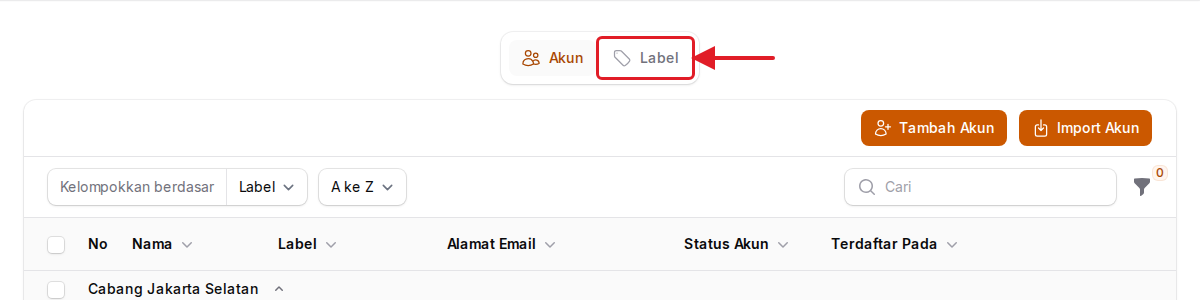 Akun Label
Tambah Akun Import Akun
Kelompokkan berdasar Label A ke Z Cari 0
No Nama Label Alamat Email Status Akun Terdaftar Pada
Cabang Jakarta Selatan